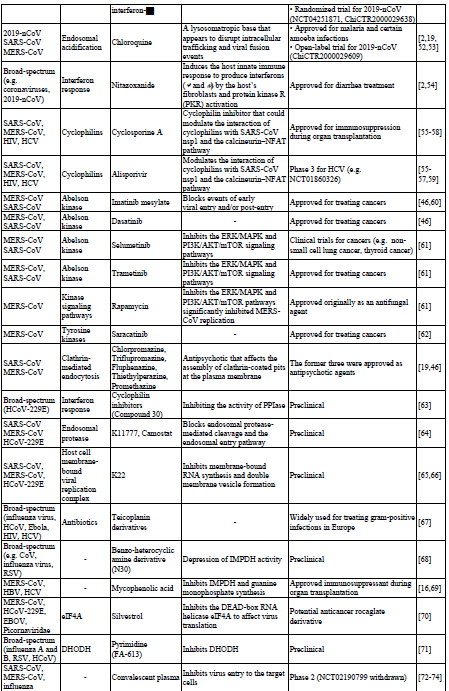 interferon-
• Randomized trial for 2019-nCoV
(NCT04251871, ChiCTR2000029638)
2019-nCoV
SARS-CoV
MERS-CoV
Endosomal
acidification
Chloroquine
A lysosomatropic base that
appears to disrupt intracellular
trafficking and viral fusion
events
• Approved for malaria and certain
amoeba infections
• Open-label trial for 2019-nCoV
(ChiCTR2000029609)
[2,19,
52,53]
Broad-spectrum
(e.g.
coronaviruses,
2019-nCoV)
Interferon
response
Nitazoxanide
Induces the host innate immune
response to produce interferons
( and ) by the host's
fibroblasts and protein kinase R
(PKR) activation
Approved for diarrhea treatment
[2,54]
SARS-CoV,
MERS-CoV,
HIV, HCV
Cyclophilins
Cyclosporine A
Cyclophilin inhibitor that could
modulate the interaction of
cyclophilins with SARS-CoV
nsp1 and the calcineurin–NFAT
pathway
Approved for immunosuppression
during organ transplantation
[55-58]
SARS-CoV,
MERS-CoV,
HIV, HCV
Cyclophilins
Alisporivir
Modulates the interaction of
cyclophilins with SARS-CoV
nsp1 and the calcineurin–NFAT
pathway
Phase 3 for HCV (e.g.
NCT01860326)
[55-
57,59]
MERS-CoV
SARS-CoV
Abelson
kinase
Imatinib mesylate
Blocks events of early
viral entry and/or post-entry
Approved for treating cancers
[46,60]
MERS-CoV,
SARS-CoV
Abelson
kinase
Dasatinib
-
Approved for treating cancers
[46]
MERS-CoV,
SARS-CoV
Abelson
kinase
Selumetinib
Inhibits the ERK/MAPK and
PI3K/AKT/mTOR signaling
pathways
Clinical trials for cancers (e.g. non-
small cell lung cancer, thyroid cancer)
[61]
MERS-CoV,
SARS-CoV
Abelson
kinase
Trametinib
Inhibits the ERK/MAPK and
PI3K/AKT/mTOR signaling
pathways
Approved for treating cancers
[61]
MERS-CoV
Kinase
signaling
pathways
Rapamycin
Inhibits the ERK/MAPK and
PI3K/AKT/mTOR pathways
significantly inhibited MERS-
CoV replication
Approved originally as an antifungal
agent
[61]
MERS-CoV
Tyrosine
kinases
Saracatinib
-
Approved for treating cancers
[62]
SARS-CoV
MERS-CoV
Clathrin-
mediated
endocytosis
Chlorpromazine,
Triflupromazine,
Fluphenazine,
Thiethylperazine,
Promethazine
Antipsychotic that affects the
assembly of clathrin-coated pits
at the plasma membrane
The former three were approved as
antipsychotic agents
[19,46]
Broad-spectrum
(HCoV-229E)
Interferon
response
Cyclophilin
inhibitors
(Compound 30)
Inhibiting the activity of PPIase
Preclinical
[63]
SARS-CoV
MERS-CoV
HCoV-229E
Endosomal
protease
K11777, Camostat
Blocks endosomal protease-
mediated cleavage and the
endosomal entry pathway
Preclinical
[64]
SARS-CoV,
MERS-CoV,
HCoV-229E
Host cell
membrane-
bound
viral
replication
complex
K22
Inhibits membrane-bound
RNA synthesis and double
membrane vesicle formation
Preclinical
[65,66]
Broad-spectrum
(influenza virus,
HCoV, Ebola,
HIV, HCV)
Antibiotics
Teicoplanin
derivatives
-
Widely used for treating gram-positive
infections in Europe
[67]
Broad-spectrum
(e.g. CoV,
influenza virus,
RSV)
-
Benzo-heterocyclic
amine derivative
(N30)
Depression of IMPDH activity
Preclinical
[68]
MERS-CoV,
HBV, HCV
-
Mycophenolic acid
Inhibits IMPDH and guanine
monophosphate synthesis
Approved immunosuppressant during
organ transplantation
[16,69]
MERS-CoV,
HCoV-229E,
EBOV,
Picornaviridae
eIF4A
Silvestrol
Inhibits the DEAD-box RNA
helicase eIF4A to affect virus
translation
Potential anticancer rocaglate
derivative
[70]
Broad-spectrum
(influenza A and
B, RSV, HCoV)
DHODH
Pyrimidine
(FA-613)
Inhibits DHODH
Preclinical
[71]
SARS-CoV,
MERS-CoV,
influenza
-
Convalescent plasma
Inhibits virus entry to the target
cells
Phase 2 (NCT02190799 withdrawn)
[72-74]